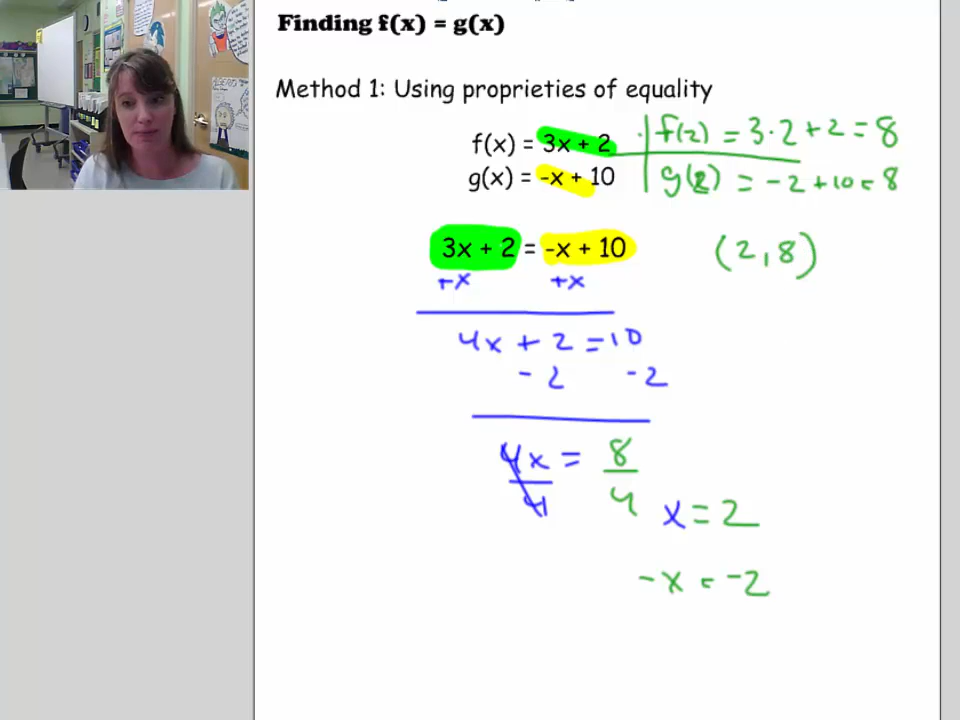 Finding f(x) = g(x)
Method 1: Using proprieties of equality
f(x) = 3x + 2
f(2) = 3·2 + 2 = 8
g(x) = -x + 10
g(2) = -2 + 10 = 8
3x + 2 = -x + 10
(2, 8)
+x +x
4x + 2 = 10
- 2 - 2
4x = 8
4 4
x = 2
-x = -2